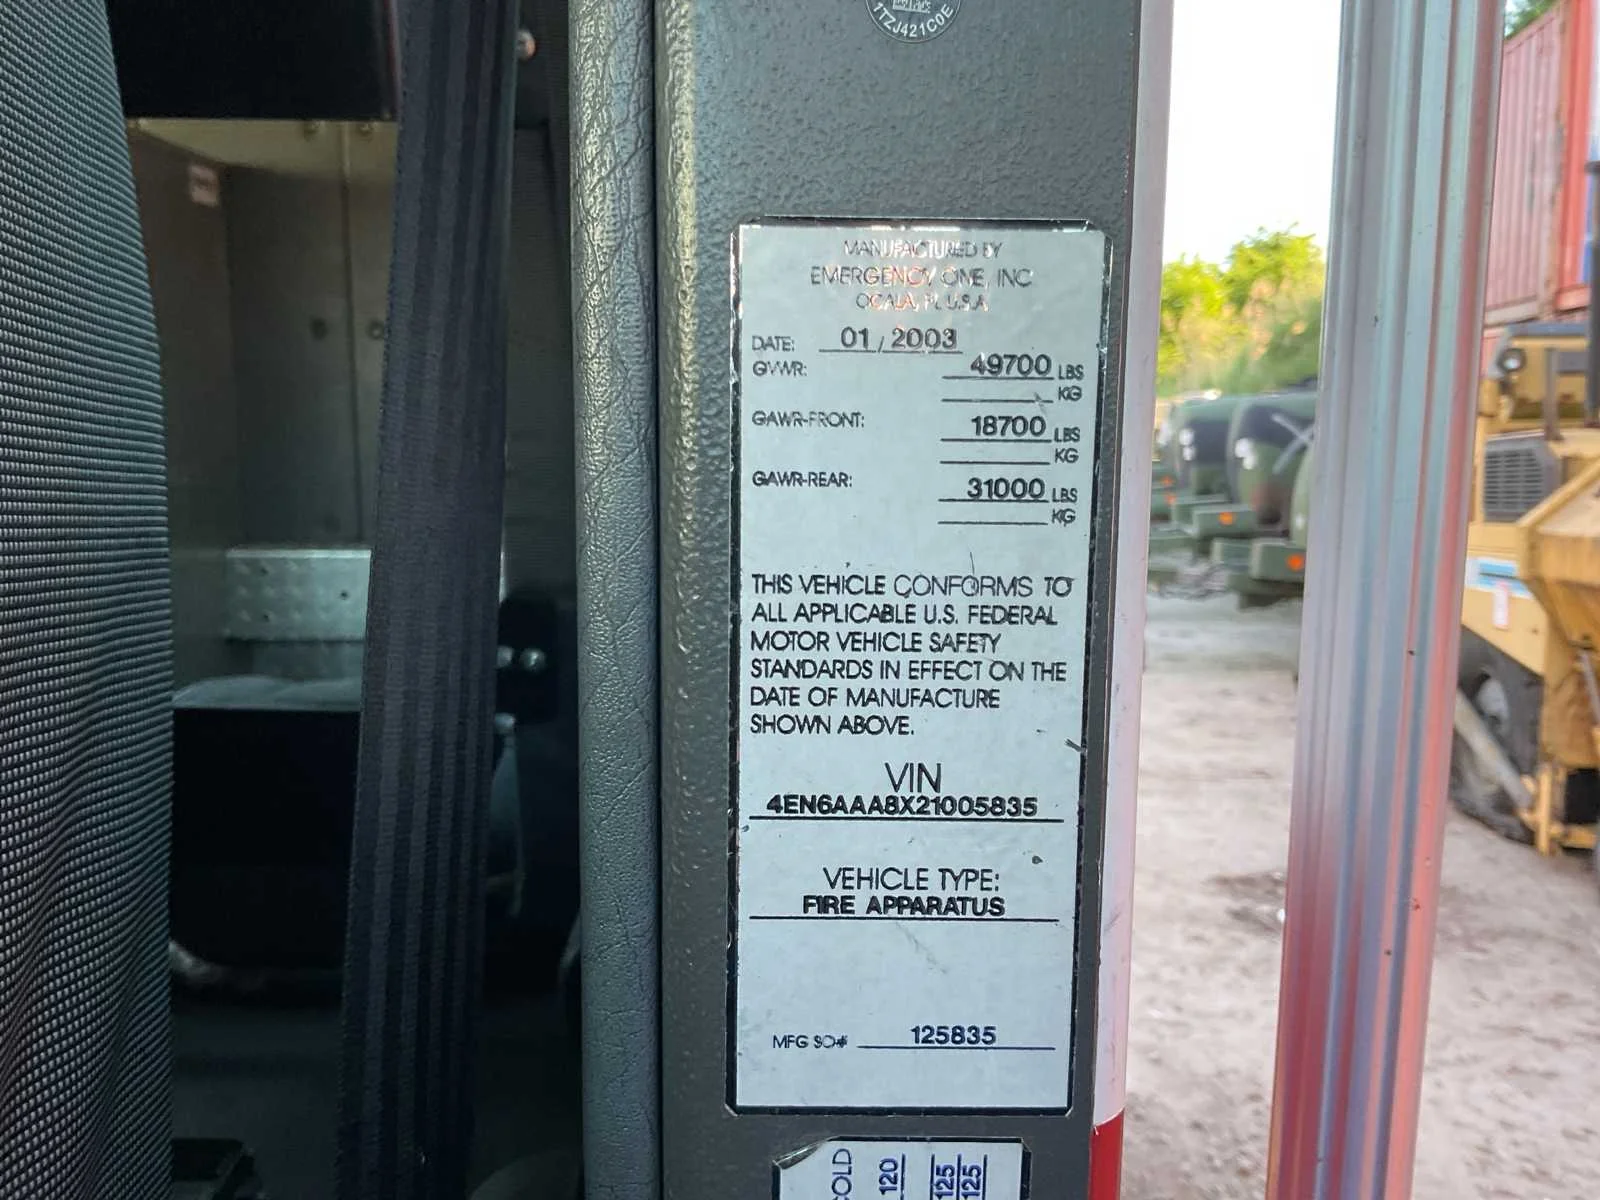 1TZJ421C0E
MANUFACTURED BY
EMERGENCY ONE, INC
OCALA, FL U.S.A
DATE: 01 / 2003
GVWR: 49700 LBS
KG
GAWR-FRONT: 18700 LBS
KG
GAWR-REAR: 31000 LBS
KG
THIS VEHICLE CONFORMS TO
ALL APPLICABLE U.S. FEDERAL
MOTOR VEHICLE SAFETY
STANDARDS IN EFFECT ON THE
DATE OF MANUFACTURE
SHOWN ABOVE.
VIN
4EN6AAA8X21005835
VEHICLE TYPE:
FIRE APPARATUS
MFG SO# 125835
COLD
120
125
125